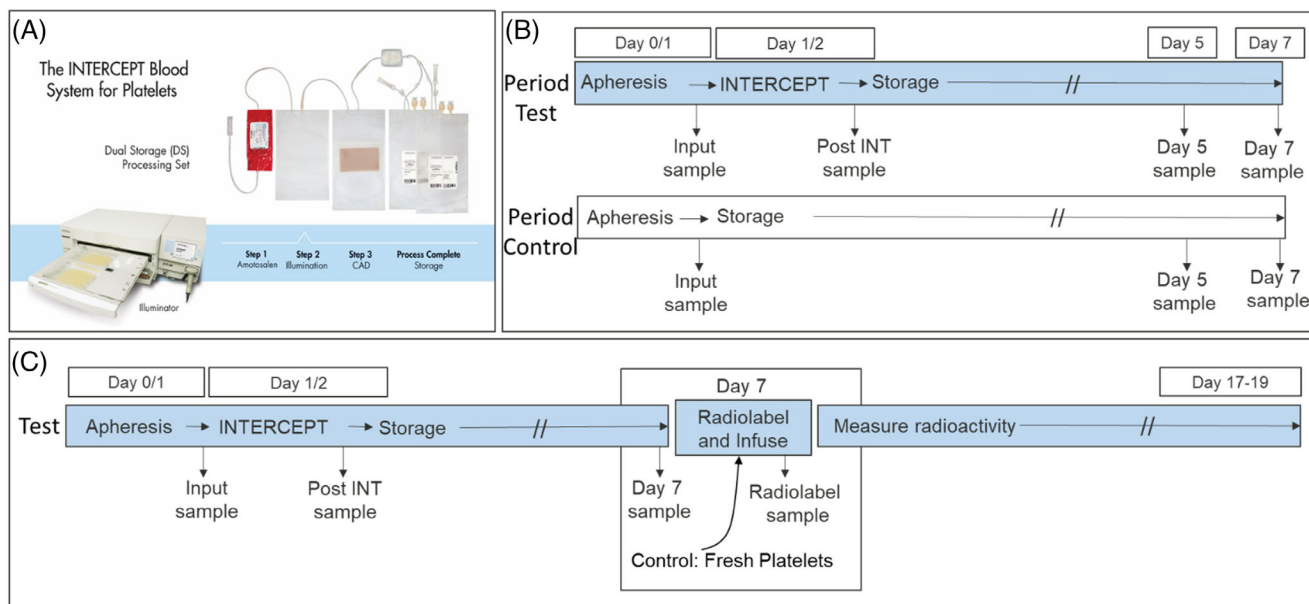 (A)
The INTERCEPT Blood
System for Platelets
Dual Storage (DS)
Processing Set
Step 1
Amotosalen
Step 2
Illumination
Step 3
CAD
Process Complete
Storage
Illuminator
(B)
Day 0/1
Day 1/2
Day 5
Day 7
Period
Test
Apheresis
INTERCEPT
Storage
//
Input
sample
Post INT
sample
Day 5
sample
Day 7
sample
Period
Control
Apheresis
Storage
//
Input
sample
Day 5
sample
Day 7
sample
(C)
Day 0/1
Day 1/2
Day 7
Day 17-19
Test
Apheresis
INTERCEPT
Storage
//
Radiolabel
and Infuse
Measure radioactivity
//
Input
sample
Post INT
sample
Day 7
sample
Radiolabel
sample
Control: Fresh Platelets